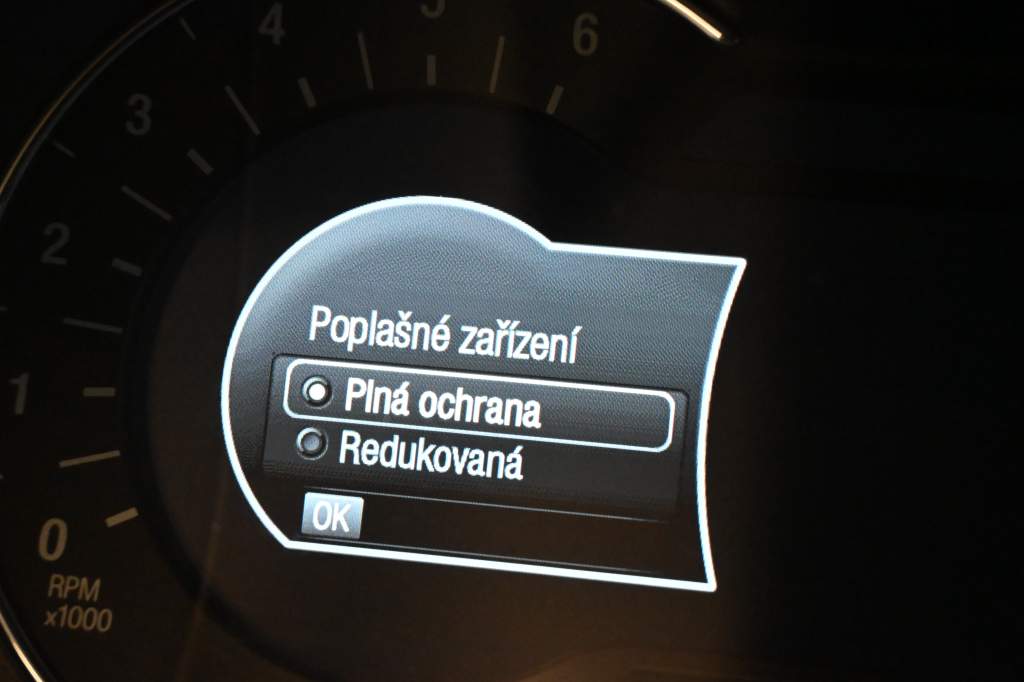 6
5
4
3
2
1
0
RPM
x1000
Poplašné zařízení
Plná ochrana
Redukovaná
OK